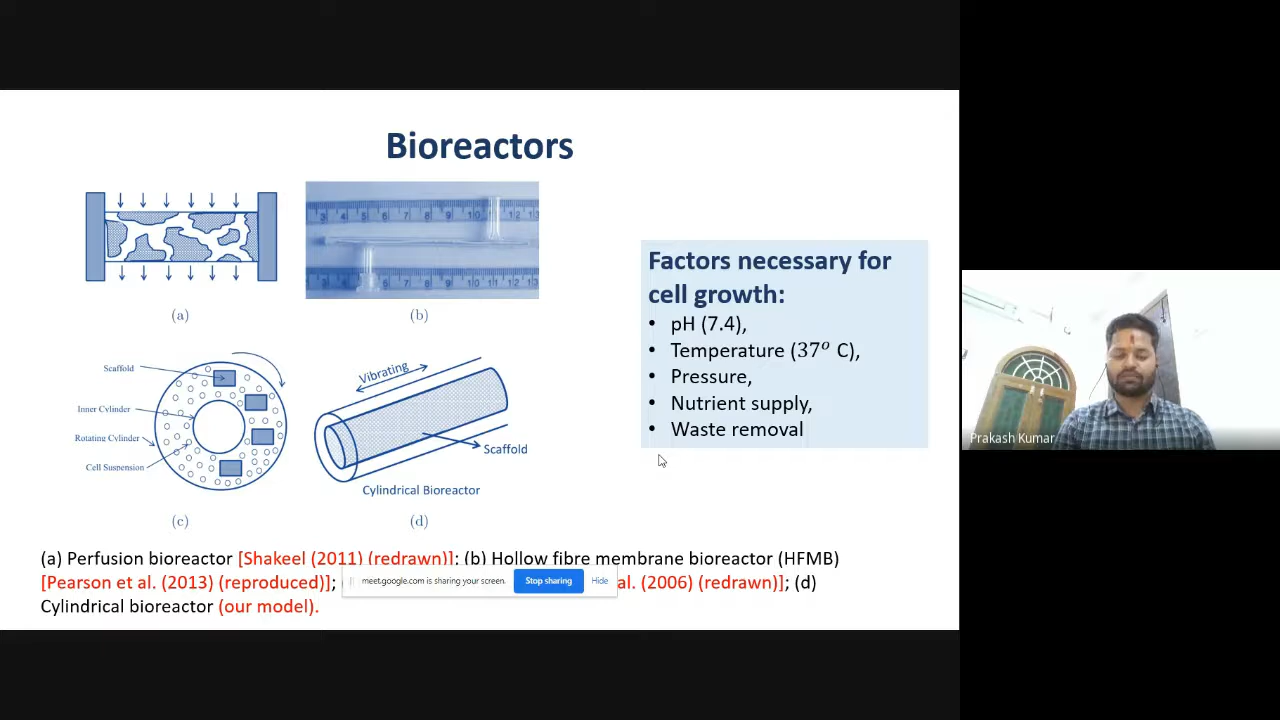 Bioreactors
(a)
(b)
Factors necessary for
cell growth:
• pH (7.4),
• Temperature (37° C),
• Pressure,
• Nutrient supply,
• Waste removal
Scaffold
Inner Cylinder
Rotating Cylinder
Cell Suspension
(c)
Vibrating
Scaffold
Cylindrical Bioreactor
(d)
(a) Perfusion bioreactor [Shakeel (2011) (redrawn)]; (b) Hollow fibre membrane bioreactor (HFMB)
[Pearson et al. (2013) (reproduced)]; al. (2006) (redrawn)]; (d)
Cylindrical bioreactor (our model).
meet.google.com is sharing your screen. Stop sharing Hide
Prakash Kumar